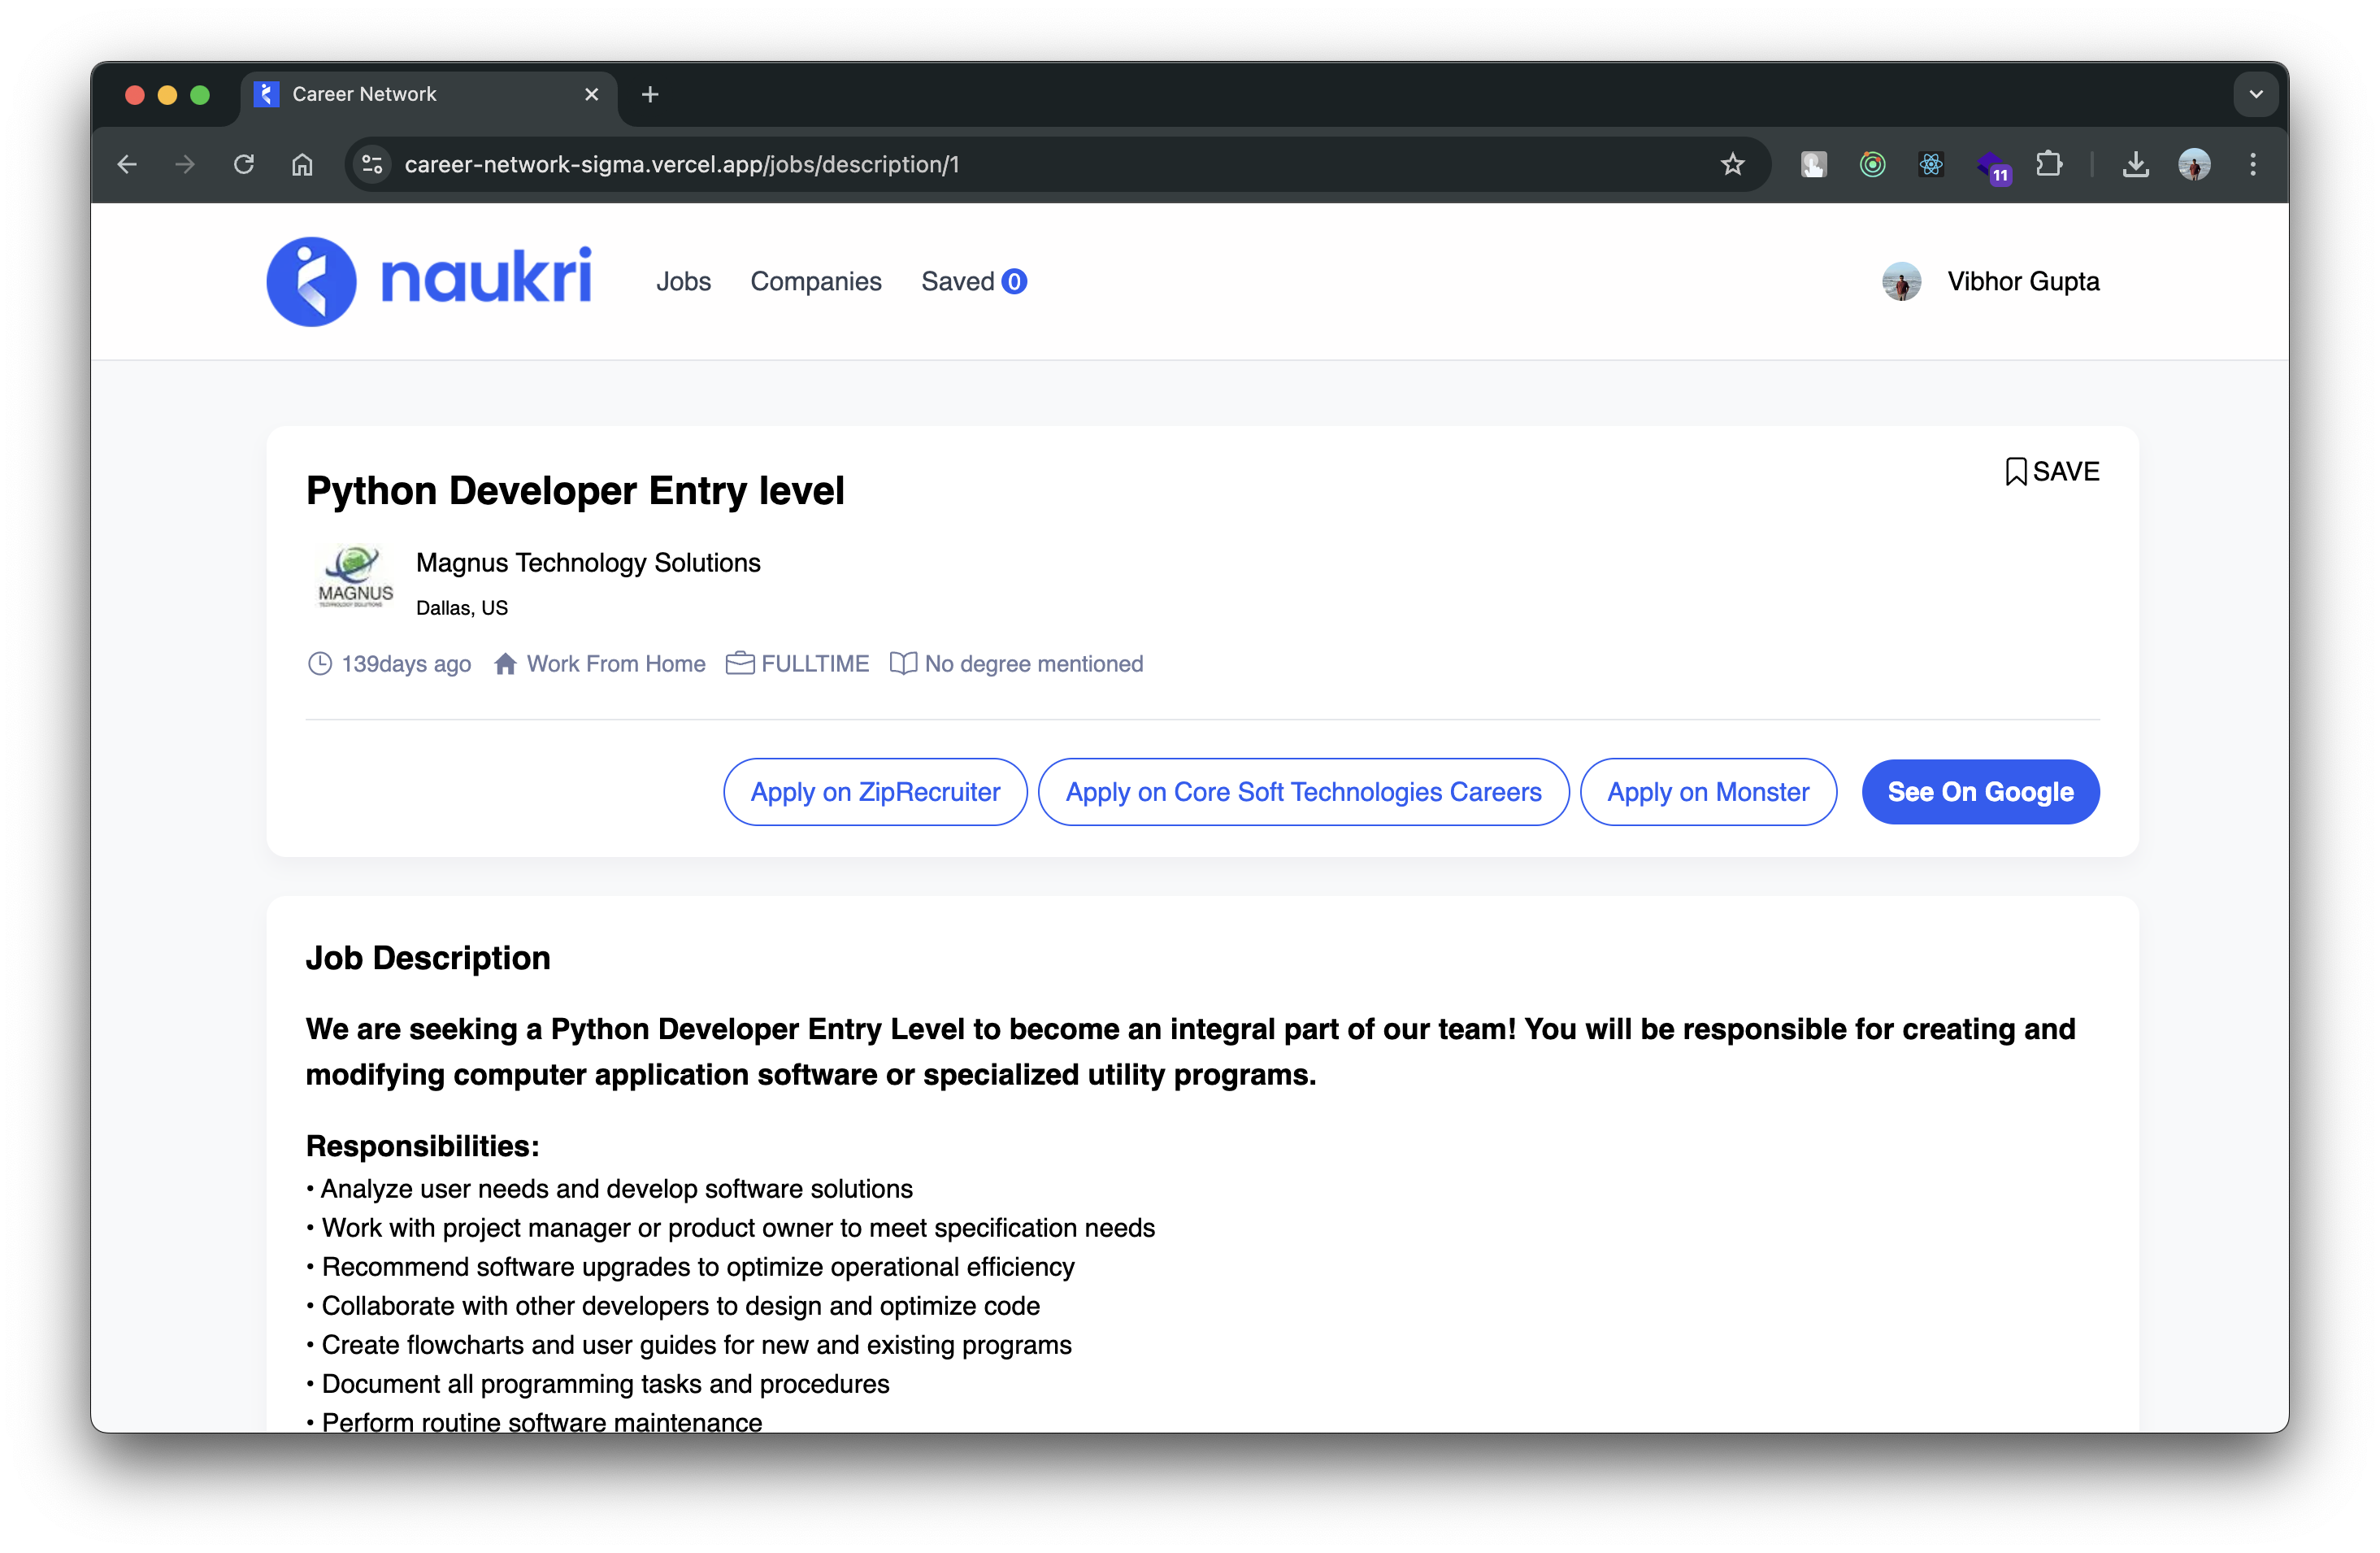 Career Network
career-network-sigma.vercel.app/jobs/description/1
11
naukri Jobs Companies Saved 0 Vibhor Gupta
Python Developer Entry level
SAVE
Magnus Technology Solutions
MAGNUS
TECHNOLOGY SOLUTIONS
Dallas, US
139days ago Work From Home FULLTIME No degree mentioned
Apply on ZipRecruiter Apply on Core Soft Technologies Careers Apply on Monster See On Google
Job Description
We are seeking a Python Developer Entry Level to become an integral part of our team! You will be responsible for creating and
modifying computer application software or specialized utility programs.
Responsibilities:
• Analyze user needs and develop software solutions
• Work with project manager or product owner to meet specification needs
• Recommend software upgrades to optimize operational efficiency
• Collaborate with other developers to design and optimize code
• Create flowcharts and user guides for new and existing programs
• Document all programming tasks and procedures
• Perform routine software maintenance